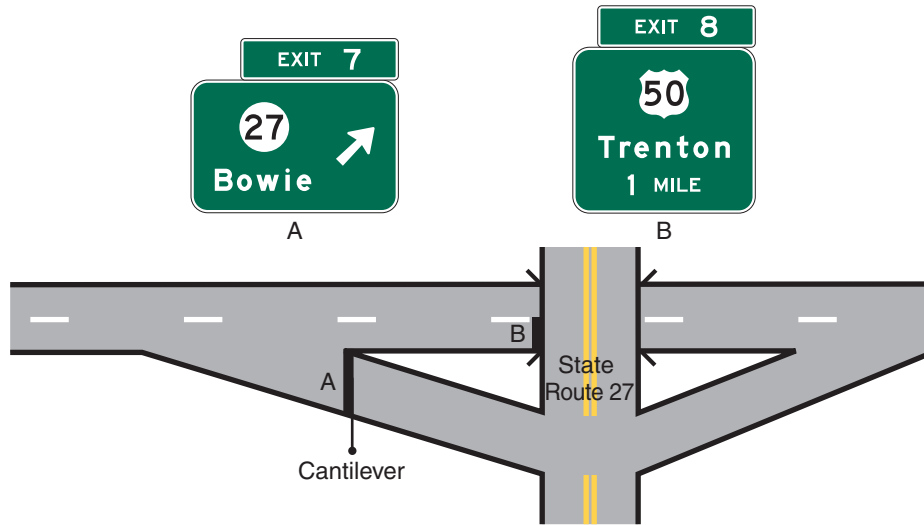 EXIT 7
27
Bowie
A
EXIT 8
50
Trenton
1 MILE
B
B
A
State
Route 27
Cantilever